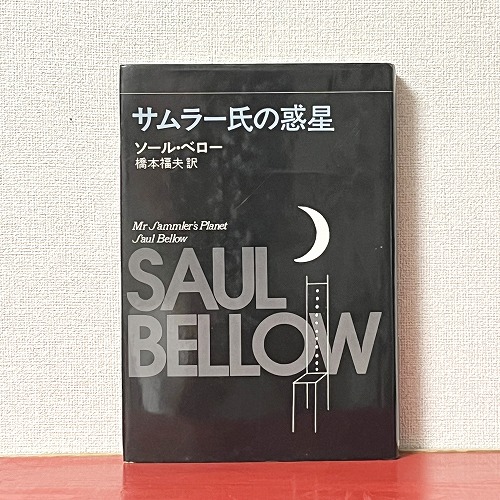 サムラー氏の惑星
ソール・ベロー
橋本福夫 訳
Mr Sammler's Planet
Saul Bellow
SAUL
BELLOW